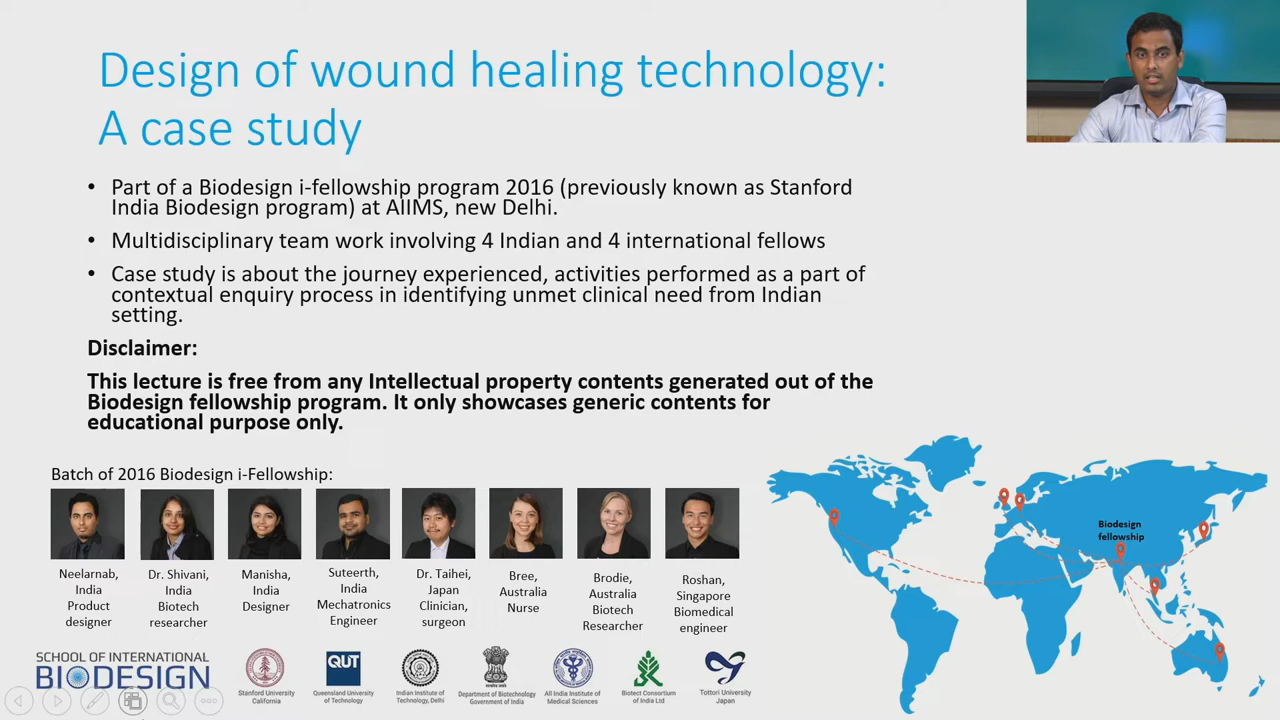 Design of wound healing technology:
A case study
• Part of a Biodesign i-fellowship program 2016 (previously known as Stanford
India Biodesign program) at AIIMS, new Delhi.
• Multidisciplinary team work involving 4 Indian and 4 international fellows
• Case study is about the journey experienced, activities performed as a part of
contextual enquiry process in identifying unmet clinical need from Indian
setting.
Disclaimer:
This lecture is free from any Intellectual property contents generated out of the
Biodesign fellowship program. It only showcases generic contents for
educational purpose only.
Batch of 2016 Biodesign i-Fellowship:
Neelarnab,
India
Product
designer
Dr. Shivani,
India
Biotech
researcher
Manisha,
India
Designer
Suteerth,
India
Mechatronics
Engineer
Dr. Taihei,
Japan
Clinician,
surgeon
Bree,
Australia
Nurse
Brodie,
Australia
Biotech
Researcher
Roshan,
Singapore
Biomedical
engineer
Biodesign
fellowship
SCHOOL OF INTERNATIONAL
BIODESIGN
Stanford University
California
QUT
Queensland University
of Technology
Indian Institute of
Technology, Delhi
Department of Biotechnology
Government of India
All India Institute of
Medical Sciences
Biotect Consortium
of India Ltd
Tottori University
Japan